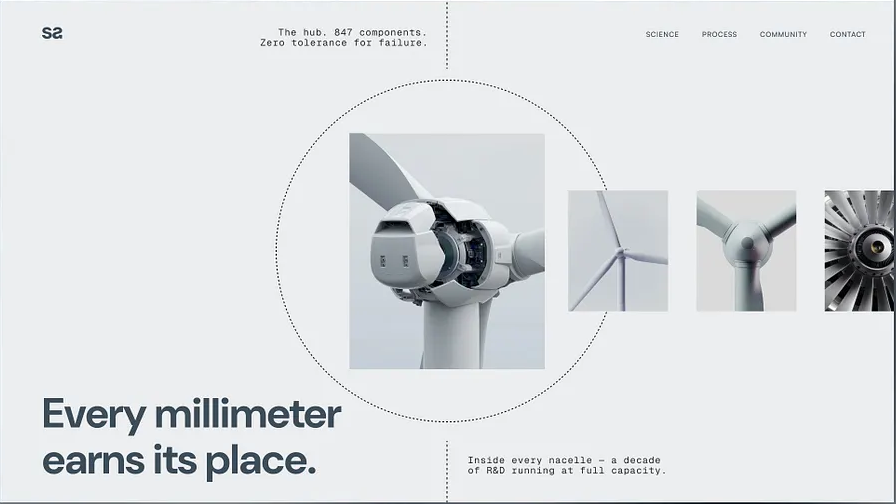 sƨ
The hub. 847 components.
Zero tolerance for failure.
SCIENCE
PROCESS
COMMUNITY
CONTACT
Every millimeter
earns its place.
Inside every nacelle — a decade
of R&D running at full capacity.